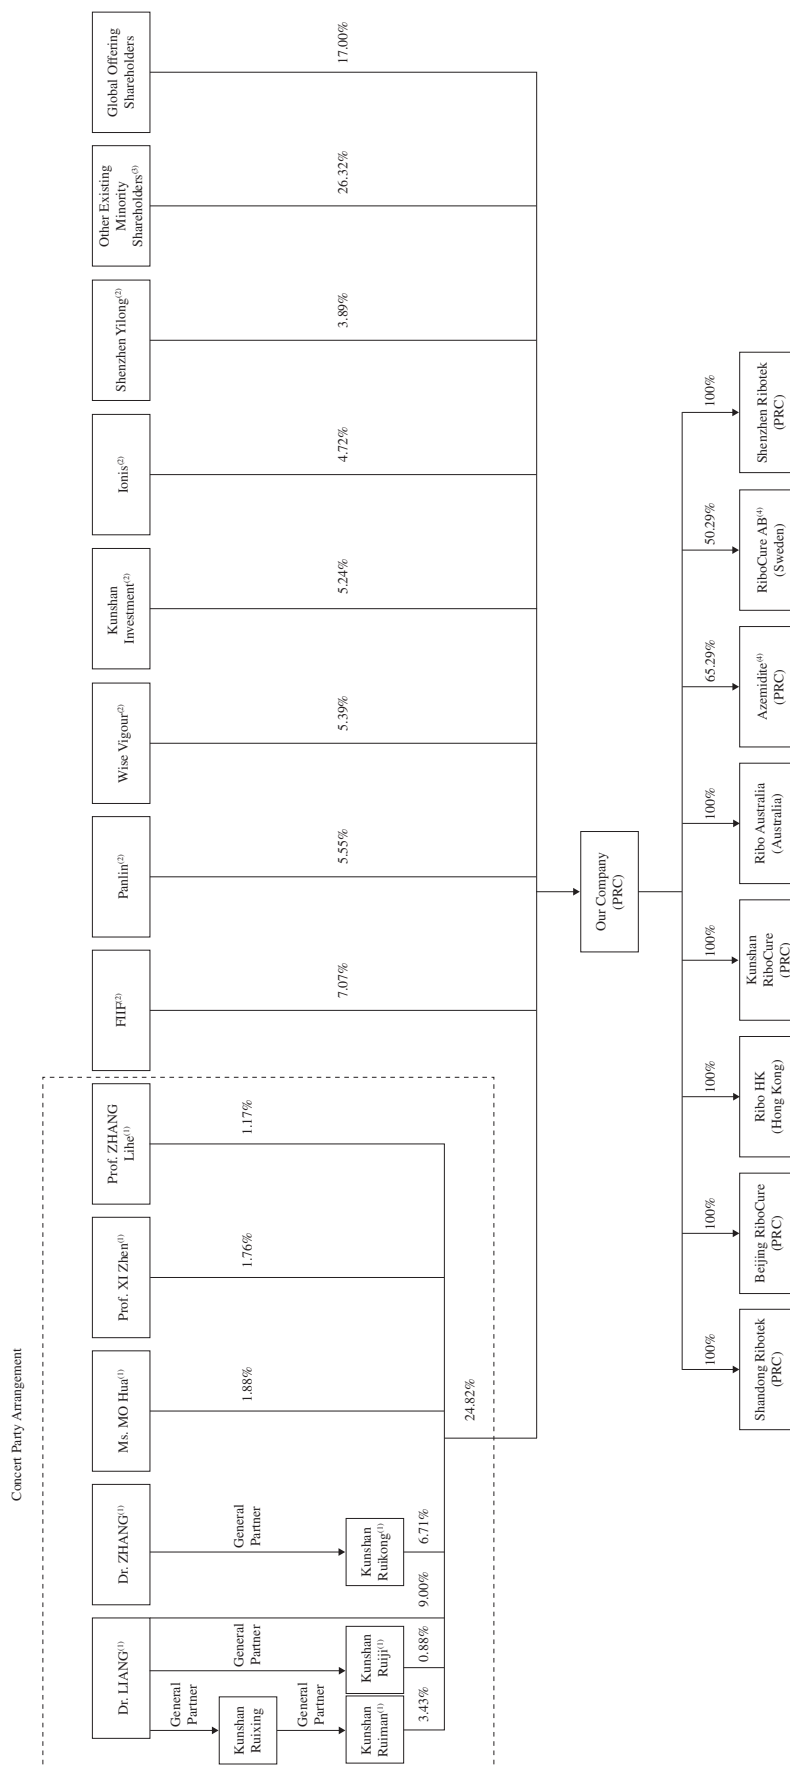 Concert Party Arrangement
Dr. LIANG(1)
Dr. ZHANG(1)
Ms. MO Hua(1)
Prof. XI Zhen(1)
Prof. ZHANG
Lihe(1)
FIIF(2)
Panlin(2)
Wise Vigour(2)
Kunshan
Investment(2)
Ionis(2)
Shenzhen Yilong(2)
Other Existing
Minority
Shareholders(3)
Global Offering
Shareholders
General
Partner
General
Partner
General
Partner
1.88%
1.76%
1.17%
7.07%
5.55%
5.39%
5.24%
4.72%
3.89%
26.32%
17.00%
Kunshan
Ruixing
General
Partner
Kunshan
Ruiman(1)
Kunshan
Ruiji(1)
Kunshan
Ruikong(1)
3.43%
0.88%
9.00%
6.71%
24.82%
Our Company
(PRC)
100%
100%
100%
100%
100%
65.29%
50.29%
100%
Shandong Ribotek
(PRC)
Beijing RiboCure
(PRC)
Ribo HK
(Hong Kong)
Kunshan
RiboCure
(PRC)
Ribo Australia
(Australia)
Azemidite(4)
(PRC)
RiboCure AB(4)
(Sweden)
Shenzhen Ribotek
(PRC)